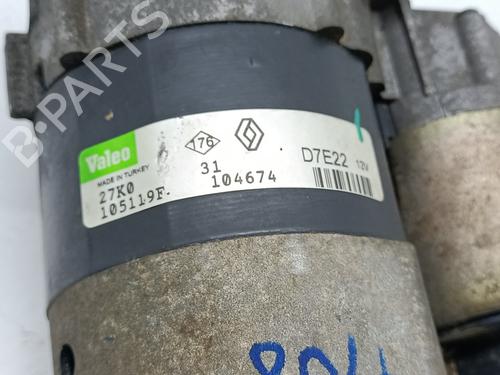 B-PARTS
Valeo
MADE IN TURKEY
27K0
105119F.
176
31
104674
D7E22 12V